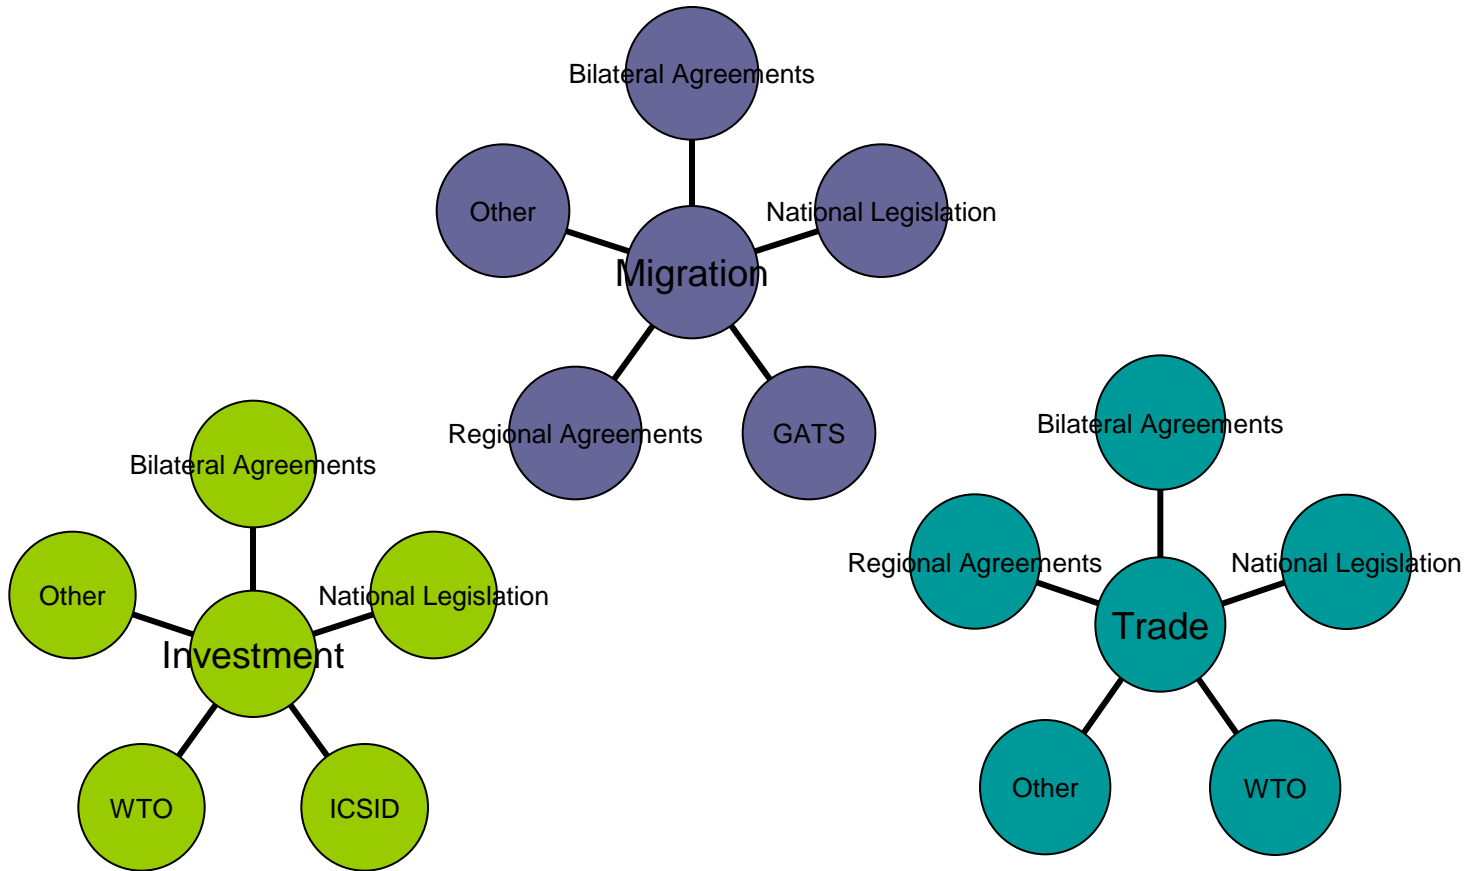 Bilateral Agreements
Other
National Legislation
Migration
Regional Agreements
GATS
Bilateral Agreements
Other
National Legislation
Investment
WTO
ICSID
Bilateral Agreements
Regional Agreements
National Legislation
Trade
Other
WTO